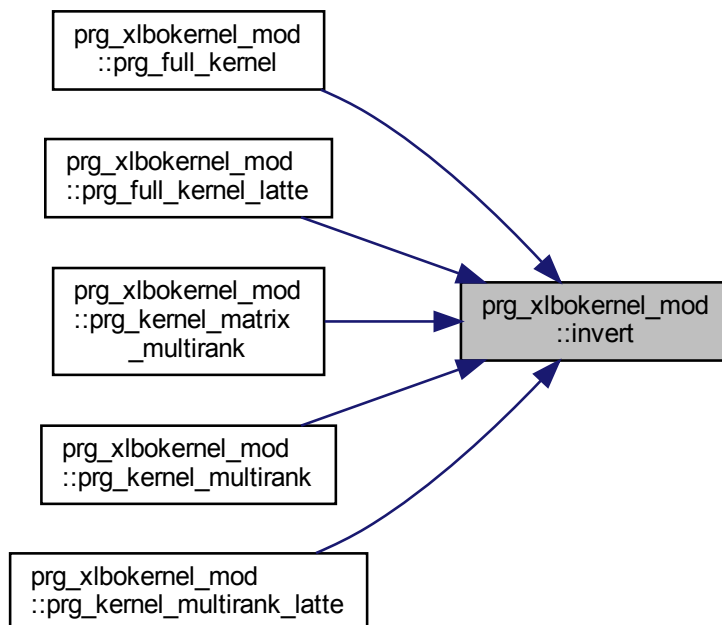 prg_xlbokernel_mod
::prg_full_kernel
prg_xlbokernel_mod
::prg_full_kernel_latte
prg_xlbokernel_mod
::prg_kernel_matrix
_multirank
prg_xlbokernel_mod
::prg_kernel_multirank
prg_xlbokernel_mod
::prg_kernel_multirank_latte
prg_xlbokernel_mod
::invert